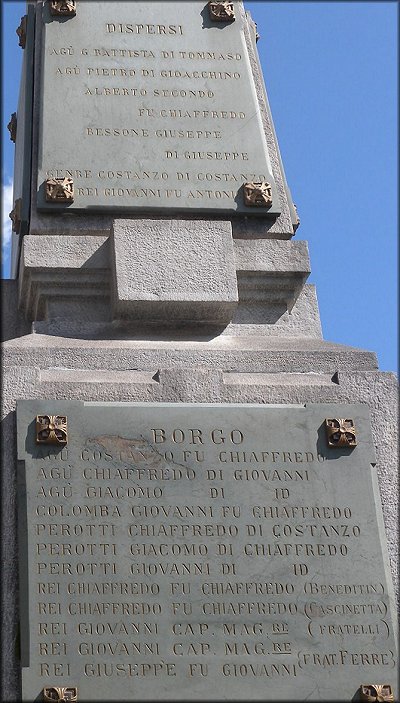 DISPERSI
AGÙ G BATTISTA DI TOMMASO
AGÙ PIETRO DI GIOACCHINO
ALBERTO SECONDO
FU CHIAFFREDO
BESSONE GIUSEPPE
DI GIUSEPPE
GENRE COSTANZO DI COSTANZO
REI GIOVANNI FU ANTONI
BORGO
AGÙ COSTANZO FU CHIAFFREDO
AGÙ CHIAFFREDO DI GIOVANNI
AGÙ GIACOMO DI ID
COLOMBA GIOVANNI FU CHIAFFREDO
PEROTTI CHIAFFREDO DI COSTANZO
PEROTTI GIACOMO DI CHIAFFREDO
PEROTTI GIOVANNI DI ID
REI CHIAFFREDO FU CHIAFFREDO (BENEDITIN)
REI CHIAFFREDO FU CHIAFFREDO (CASCINETTA)
REI GIOVANNI CAP. MAG.RE (FRATELLI)
REI GIOVANNI CAP. MAG.RE (FRAT. FERRE)
REI GIUSEPPE FU GIOVANNI